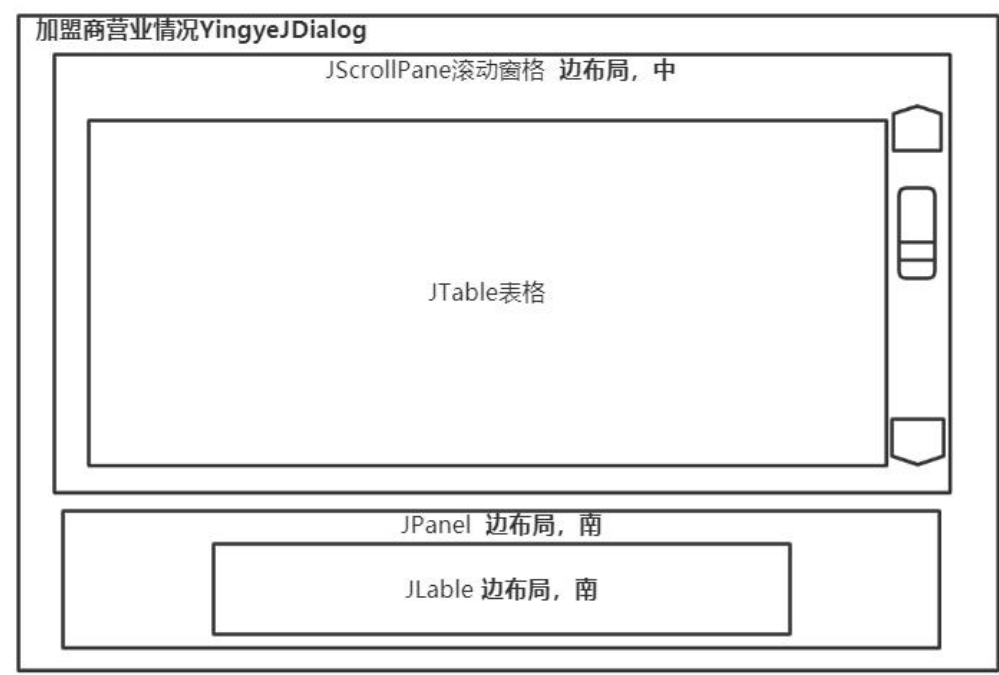 加盟商营业情况YingyeJDialog
JScrollPane滚动窗格 边布局，中
JTable表格
JPanel 边布局，南
JLable 边布局，南